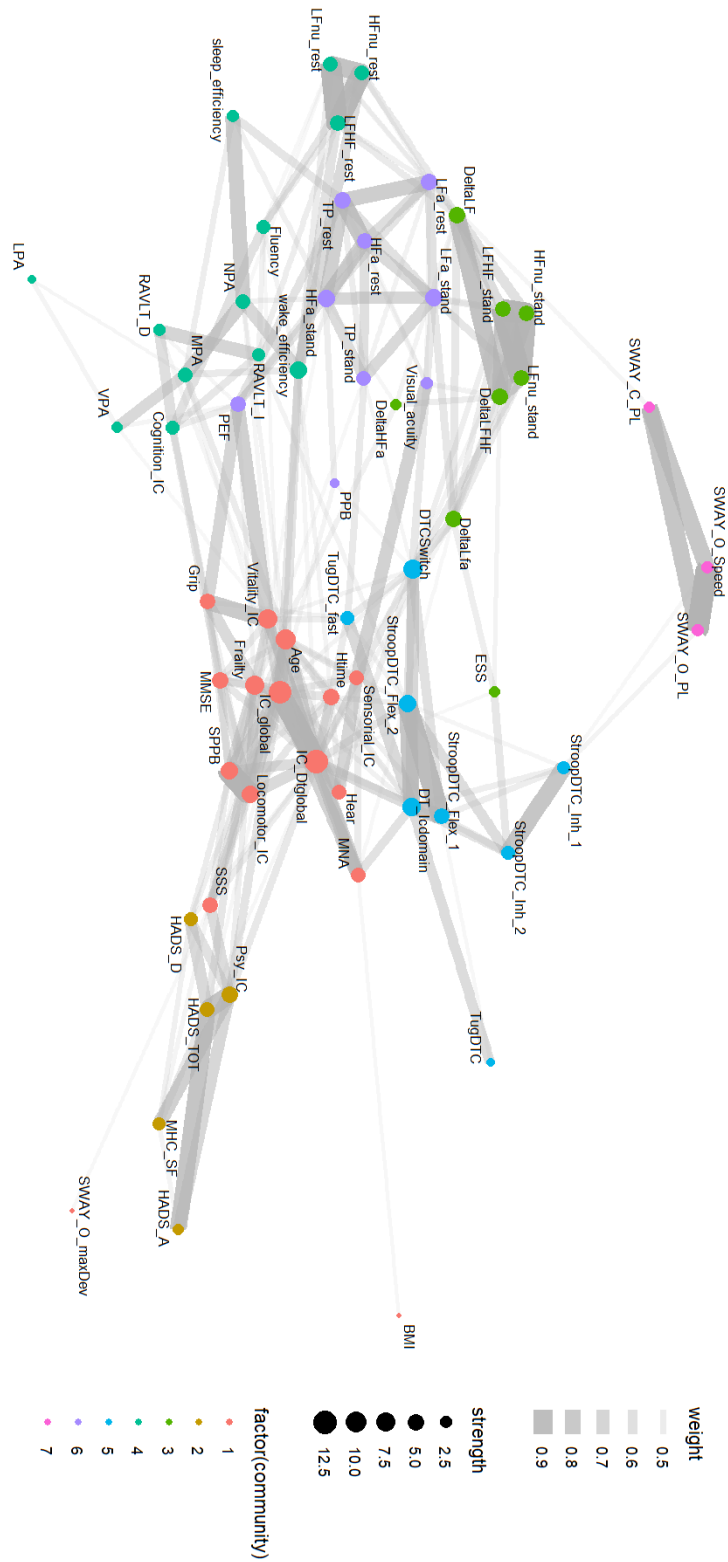 LPA
VPA
RAVLT_D
MPA
Cognition_IC
sleep_efficiency
NPA
Fluency
RAVLT_I
PEF
wake_efficiency
LFnu_rest
HFnu_rest
LFHF_rest
TP_rest
HFa_rest
HFa_stand
TP_stand
LFa_rest
LFa_stand
Visual_acuity
PPB
DeltaLF
LFHF_stand
HFnu_stand
LFnu_stand
DeltaLFHF
DeltaHFa
DeltaLfa
SWAY_C_PL
SWAY_O_Speed
SWAY_O_PL
DTCSwitch
TugDTC_fast
StroopDTC_Flex_2
StroopDTC_Flex_1
DT_Icdomain
ESS
StroopDTC_Inh_1
StroopDTC_Inh_2
TugDTC
Grip
Vitality_IC
Age
Frailty
MMSE
IC_global
Htime
Sensorial_IC
SPPB
Locomotor_IC
IC_Dtglobal
Hear
MNA
SSS
HADS_D
Psy_IC
HADS_TOT
MHC_SF
HADS_A
SWAY_O_maxDev
BMI
weight
0.5
0.6
0.7
0.8
0.9
strength
2.5
5.0
7.5
10.0
12.5
factor(community)
1
2
3
4
5
6
7